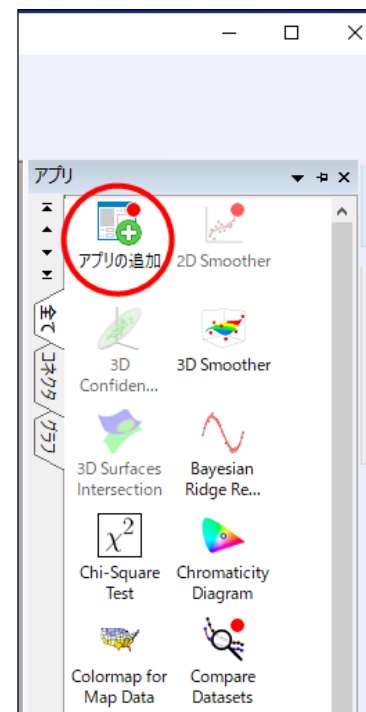 アプリ
アプリの追加
2D Smoother
3D
Confiden...
3D Smoother
3D Surfaces
Intersection
Bayesian
Ridge Re...
χ²
Chi-Square
Test
Chromaticity
Diagram
Colormap for
Map Data
Compare
Datasets
全て
コネクタ
グラフ